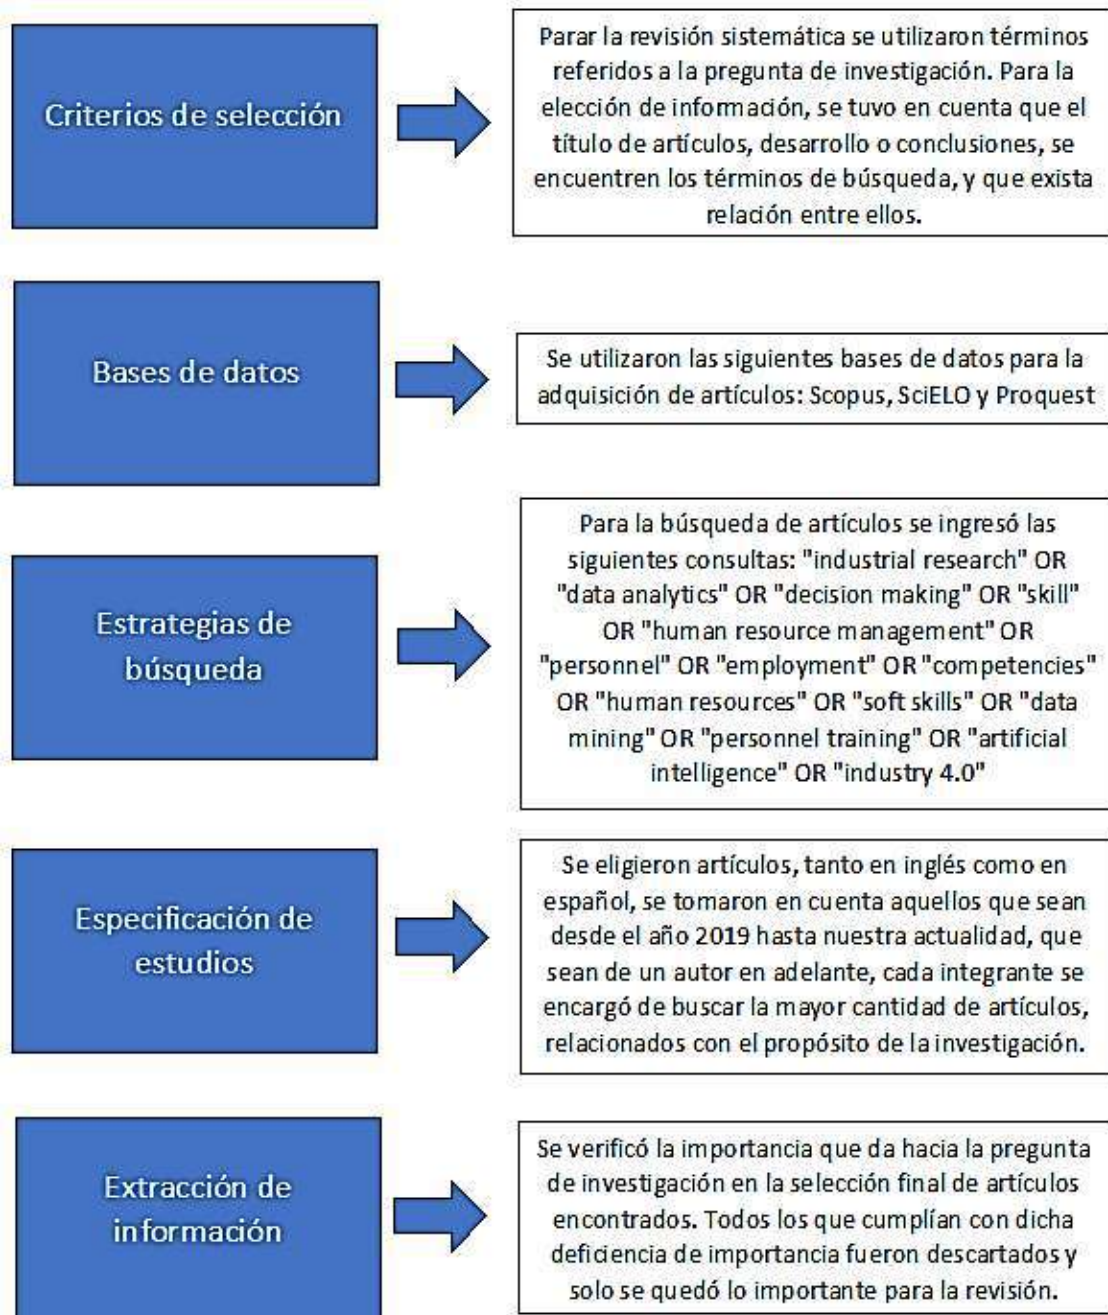 Criterios de selección
Parar la revisión sistemática se utilizaron términos
referidos a la pregunta de investigación. Para la
elección de información, se tuvo en cuenta que el
título de artículos, desarrollo o conclusiones, se
encuentren los términos de búsqueda, y que exista
relación entre ellos.
Bases de datos
Se utilizaron las siguientes bases de datos para la
adquisición de artículos: Scopus, SciELO y Proquest
Estrategias de
búsqueda
Para la búsqueda de artículos se ingresó las
siguientes consultas: "industrial research" OR
"data analytics" OR "decision making" OR "skill"
OR "human resource management" OR
"personnel" OR "employment" OR "competencies"
OR "human resources" OR "soft skills" OR "data
mining" OR "personnel training" OR "artificial
intelligence" OR "industry 4.0"
Especificación de
estudios
Se eligieron artículos, tanto en inglés como en
español, se tomaron en cuenta aquellos que sean
desde el año 2019 hasta nuestra actualidad, que
sean de un autor en adelante, cada integrante se
encargó de buscar la mayor cantidad de artículos,
relacionados con el propósito de la investigación.
Extracción de
información
Se verificó la importancia que da hacia la pregunta
de investigación en la selección final de artículos
encontrados. Todos los que cumplían con dicha
deficiencia de importancia fueron descartados y
solo se quedó lo importante para la revisión.